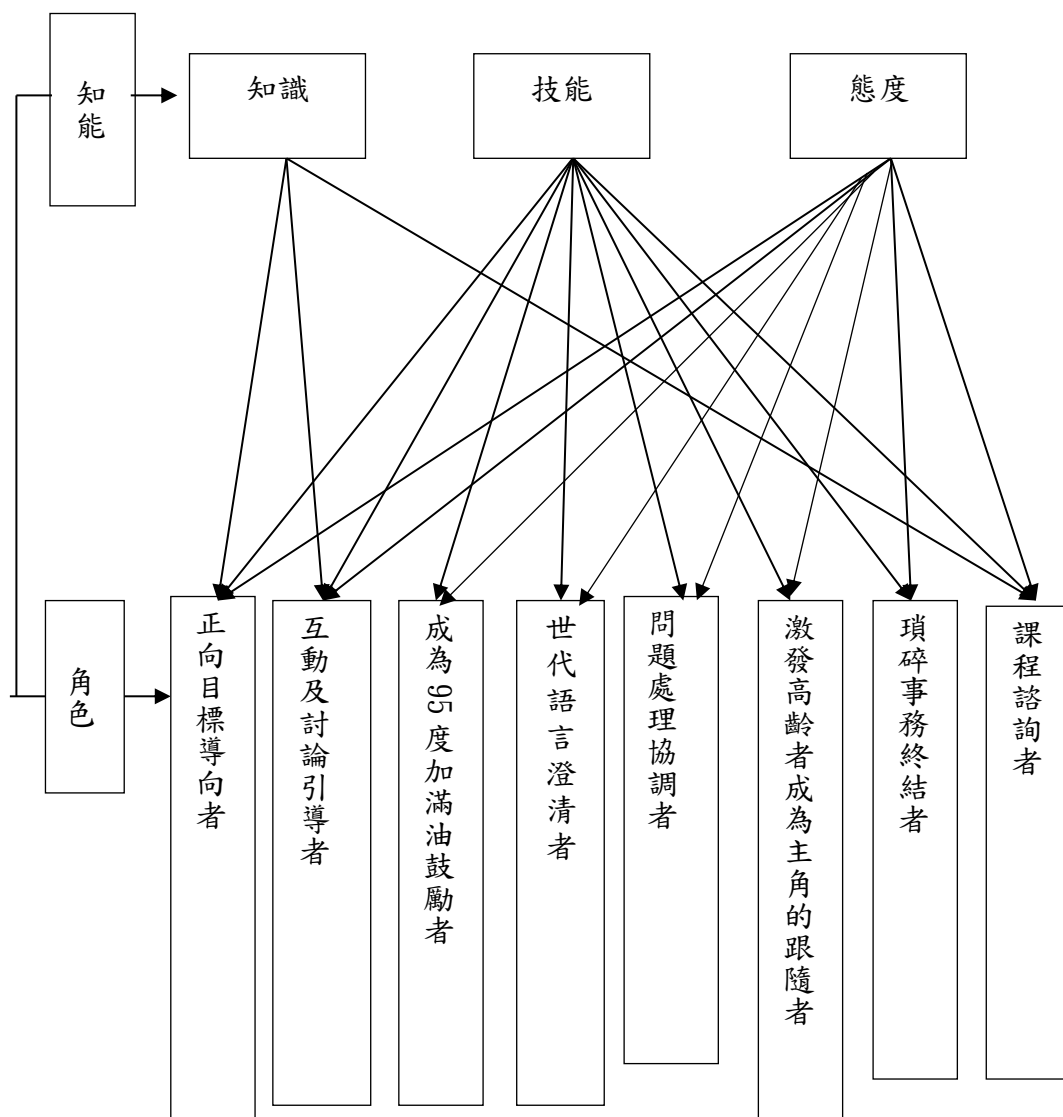 知能
知識
技能
態度
角色
正向目標導向者
互動及討論引導者
成為95度加滿油鼓勵者
世代語言澄清者
問題處理協調者
激發高齡者成為主角的跟隨者
瑣碎事務終結者
課程諮詢者